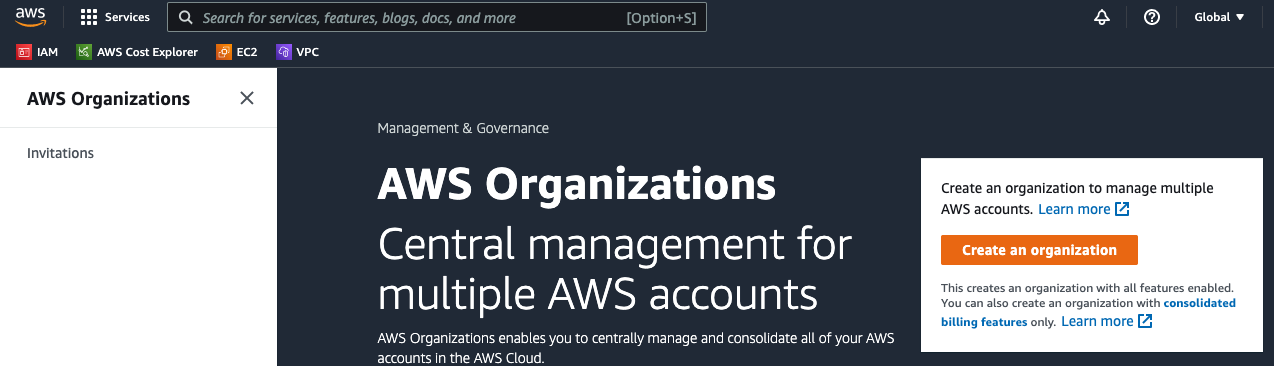 aws
Services
Search for services, features, blogs, docs, and more
[Option+S]
Global
IAM
AWS Cost Explorer
EC2
VPC
AWS Organizations
Invitations
Management & Governance
AWS Organizations
Central management for
multiple AWS accounts
AWS Organizations enables you to centrally manage and consolidate all of your AWS
accounts in the AWS Cloud.
Create an organization to manage multiple
AWS accounts. Learn more
Create an organization
This creates an organization with all features enabled.
You can also create an organization with consolidated
billing features only. Learn more